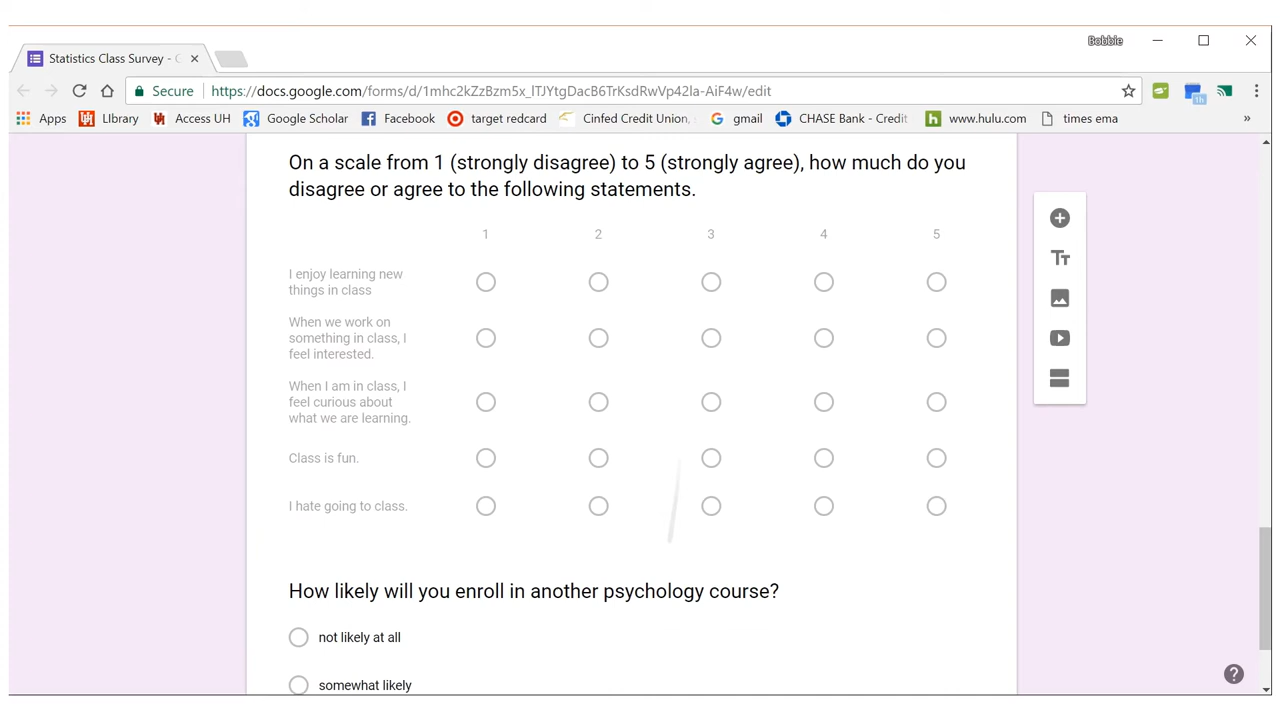 Bobbie
Statistics Class Survey - G
Secure https://docs.google.com/forms/d/1mhc2kZzBzm5x_lTJYtgDacB6TrKsdRwVp42la-AiF4w/edit
1h
Apps Library Access UH Google Scholar Facebook target redcard Cinfed Credit Union, gmail CHASE Bank - Credit www.hulu.com times ema »
On a scale from 1 (strongly disagree) to 5 (strongly agree), how much do you
disagree or agree to the following statements.
1 2 3 4 5
I enjoy learning new
things in class
When we work on
something in class, I
feel interested.
When I am in class, I
feel curious about
what we are learning.
Class is fun.
I hate going to class.
How likely will you enroll in another psychology course?
not likely at all
somewhat likely